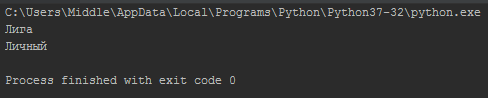 C:\Users\Middle\AppData\Local\Programs\Python\Python37-32\python.exe
Лига
Личный
Process finished with exit code 0